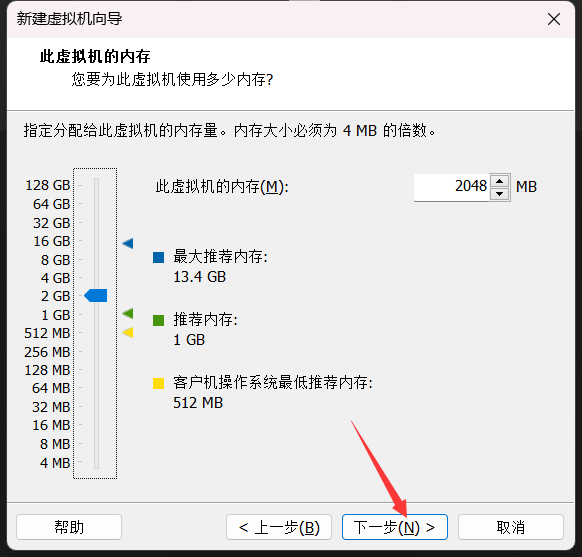 新建虚拟机向导
此虚拟机的内存
您要为此虚拟机使用多少内存?
指定分配给此虚拟机的内存量。内存大小必须为 4 MB 的倍数。
128 GB
64 GB
32 GB
16 GB
8 GB
4 GB
2 GB
1 GB
512 MB
256 MB
128 MB
64 MB
32 MB
16 MB
8 MB
4 MB
此虚拟机的内存(M):
2048 MB
最大推荐内存:
13.4 GB
推荐内存:
1 GB
客户机操作系统最低推荐内存:
512 MB
帮助
< 上一步(B)
下一步(N) >
取消